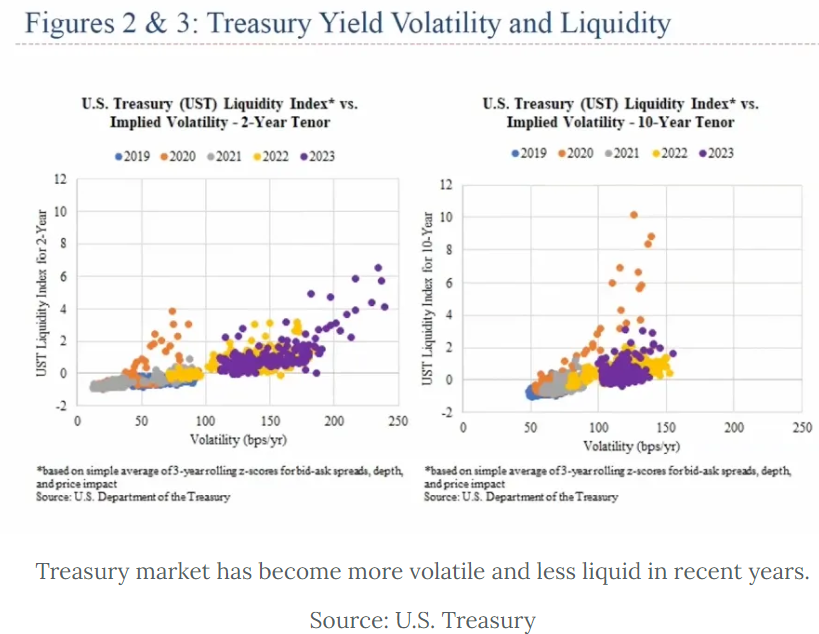 Figures 2 & 3: Treasury Yield Volatility and Liquidity
U.S. Treasury (UST) Liquidity Index* vs.
Implied Volatility - 2-Year Tenor
2019 2020 2021 2022 2023
UST Liquidity Index for 2-Year
12
10
8
6
4
2
0
-2
0 50 100 150 200 250
Volatility (bps/yr)
*based on simple average of 3-year rolling z-scores for bid-ask spreads, depth,
and price impact
Source: U.S. Department of the Treasury
U.S. Treasury (UST) Liquidity Index* vs.
Implied Volatility - 10-Year Tenor
2019 2020 2021 2022 2023
UST Liquidity Index for 10-Year
12
10
8
6
4
2
0
-2
0 50 100 150 200 250
Volatility (bps/yr)
*based on simple average of 3-year rolling z-scores for bid-ask spreads, depth,
and price impact
Source: U.S. Department of the Treasury
Treasury market has become more volatile and less liquid in recent years.
Source: U.S. Treasury